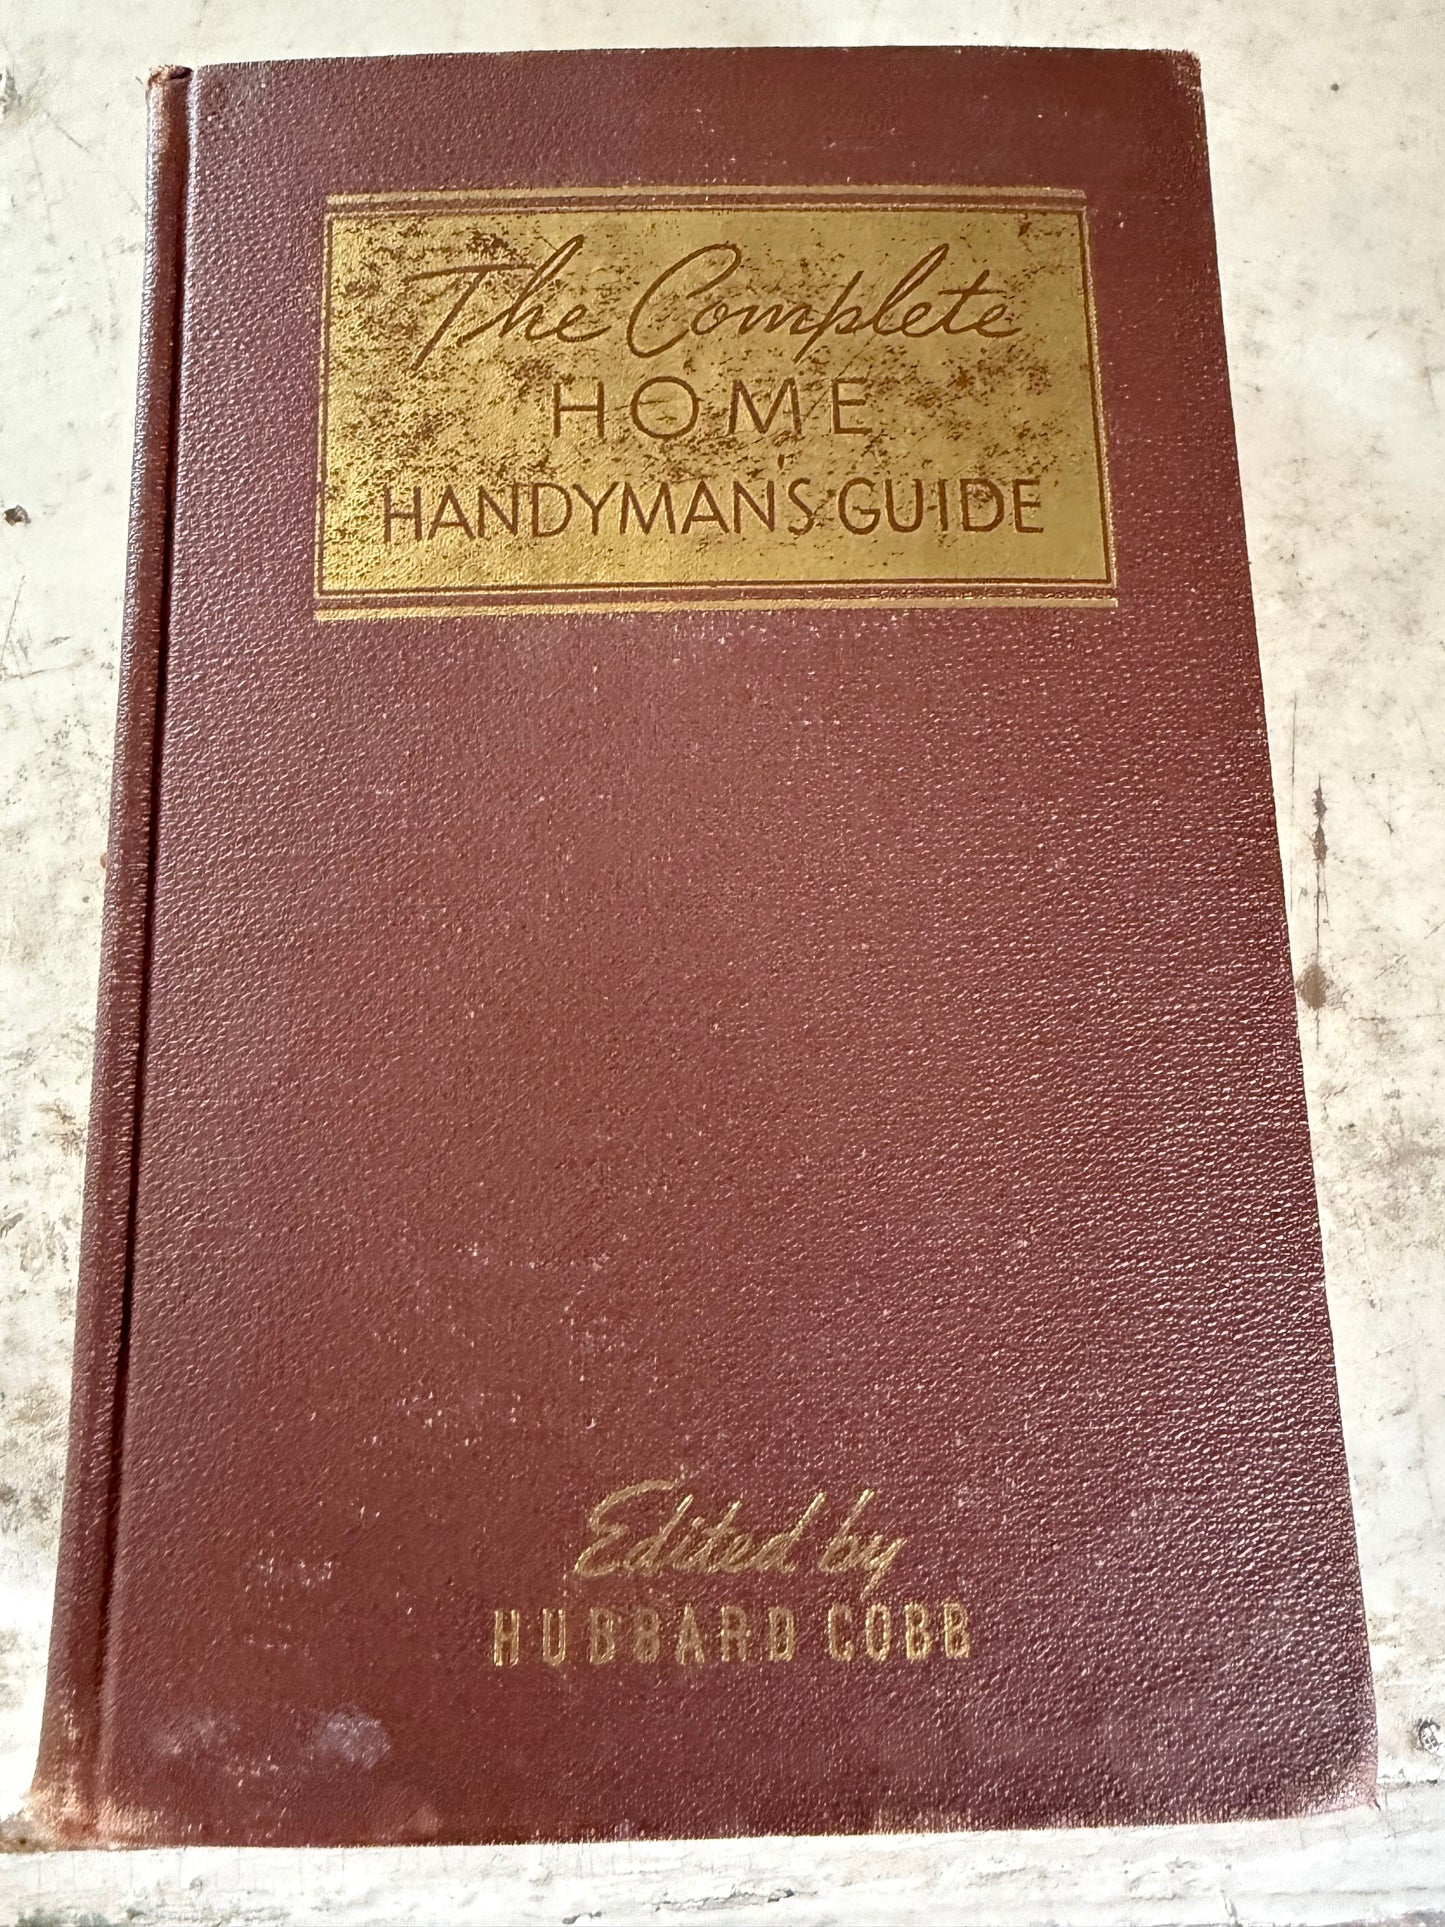 The Complete
HOME
HANDYMAN'S GUIDE
Edited by
HUBBARD COBB